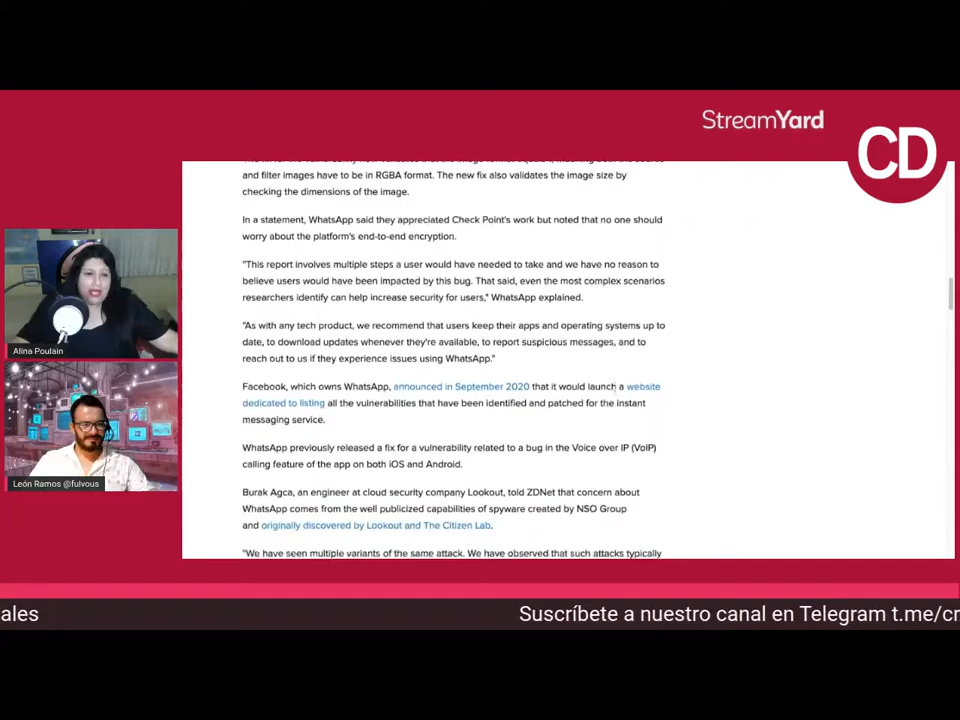 StreamYard
CD
and filter images have to be in RGBA format. The new fix also validates the image size by
checking the dimensions of the image.
In a statement, WhatsApp said they appreciated Check Point's work but noted that no one should
worry about the platform's end-to-end encryption.
"This report involves multiple steps a user would have needed to take and we have no reason to
believe users would have been impacted by this bug. That said, even the most complex scenarios
researchers identify can help increase security for users," WhatsApp explained.
"As with any tech product, we recommend that users keep their apps and operating systems up to
date, to download updates whenever they're available, to report suspicious messages, and to
reach out to us if they experience issues using WhatsApp."
Facebook, which owns WhatsApp, announced in September 2020 that it would launch a website
dedicated to listing all the vulnerabilities that have been identified and patched for the instant
messaging service.
WhatsApp previously released a fix for a vulnerability related to a bug in the Voice over IP (VoIP)
calling feature of the app on both iOS and Android.
Burak Agca, an engineer at cloud security company Lookout, told ZDNet that concern about
WhatsApp comes from the well publicized capabilities of spyware created by NSO Group
and originally discovered by Lookout and The Citizen Lab.
"We have seen multiple variants of the same attack. We have observed that such attacks typically
Alina Poulain
León Ramos @fulvous
ales
Suscríbete a nuestro canal en Telegram t.me/cr